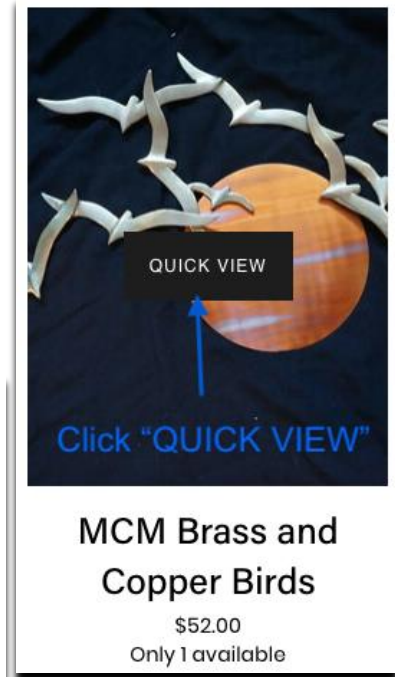 QUICK VIEW
Click “QUICK VIEW”
MCM Brass and
Copper Birds
$52.00
Only 1 available